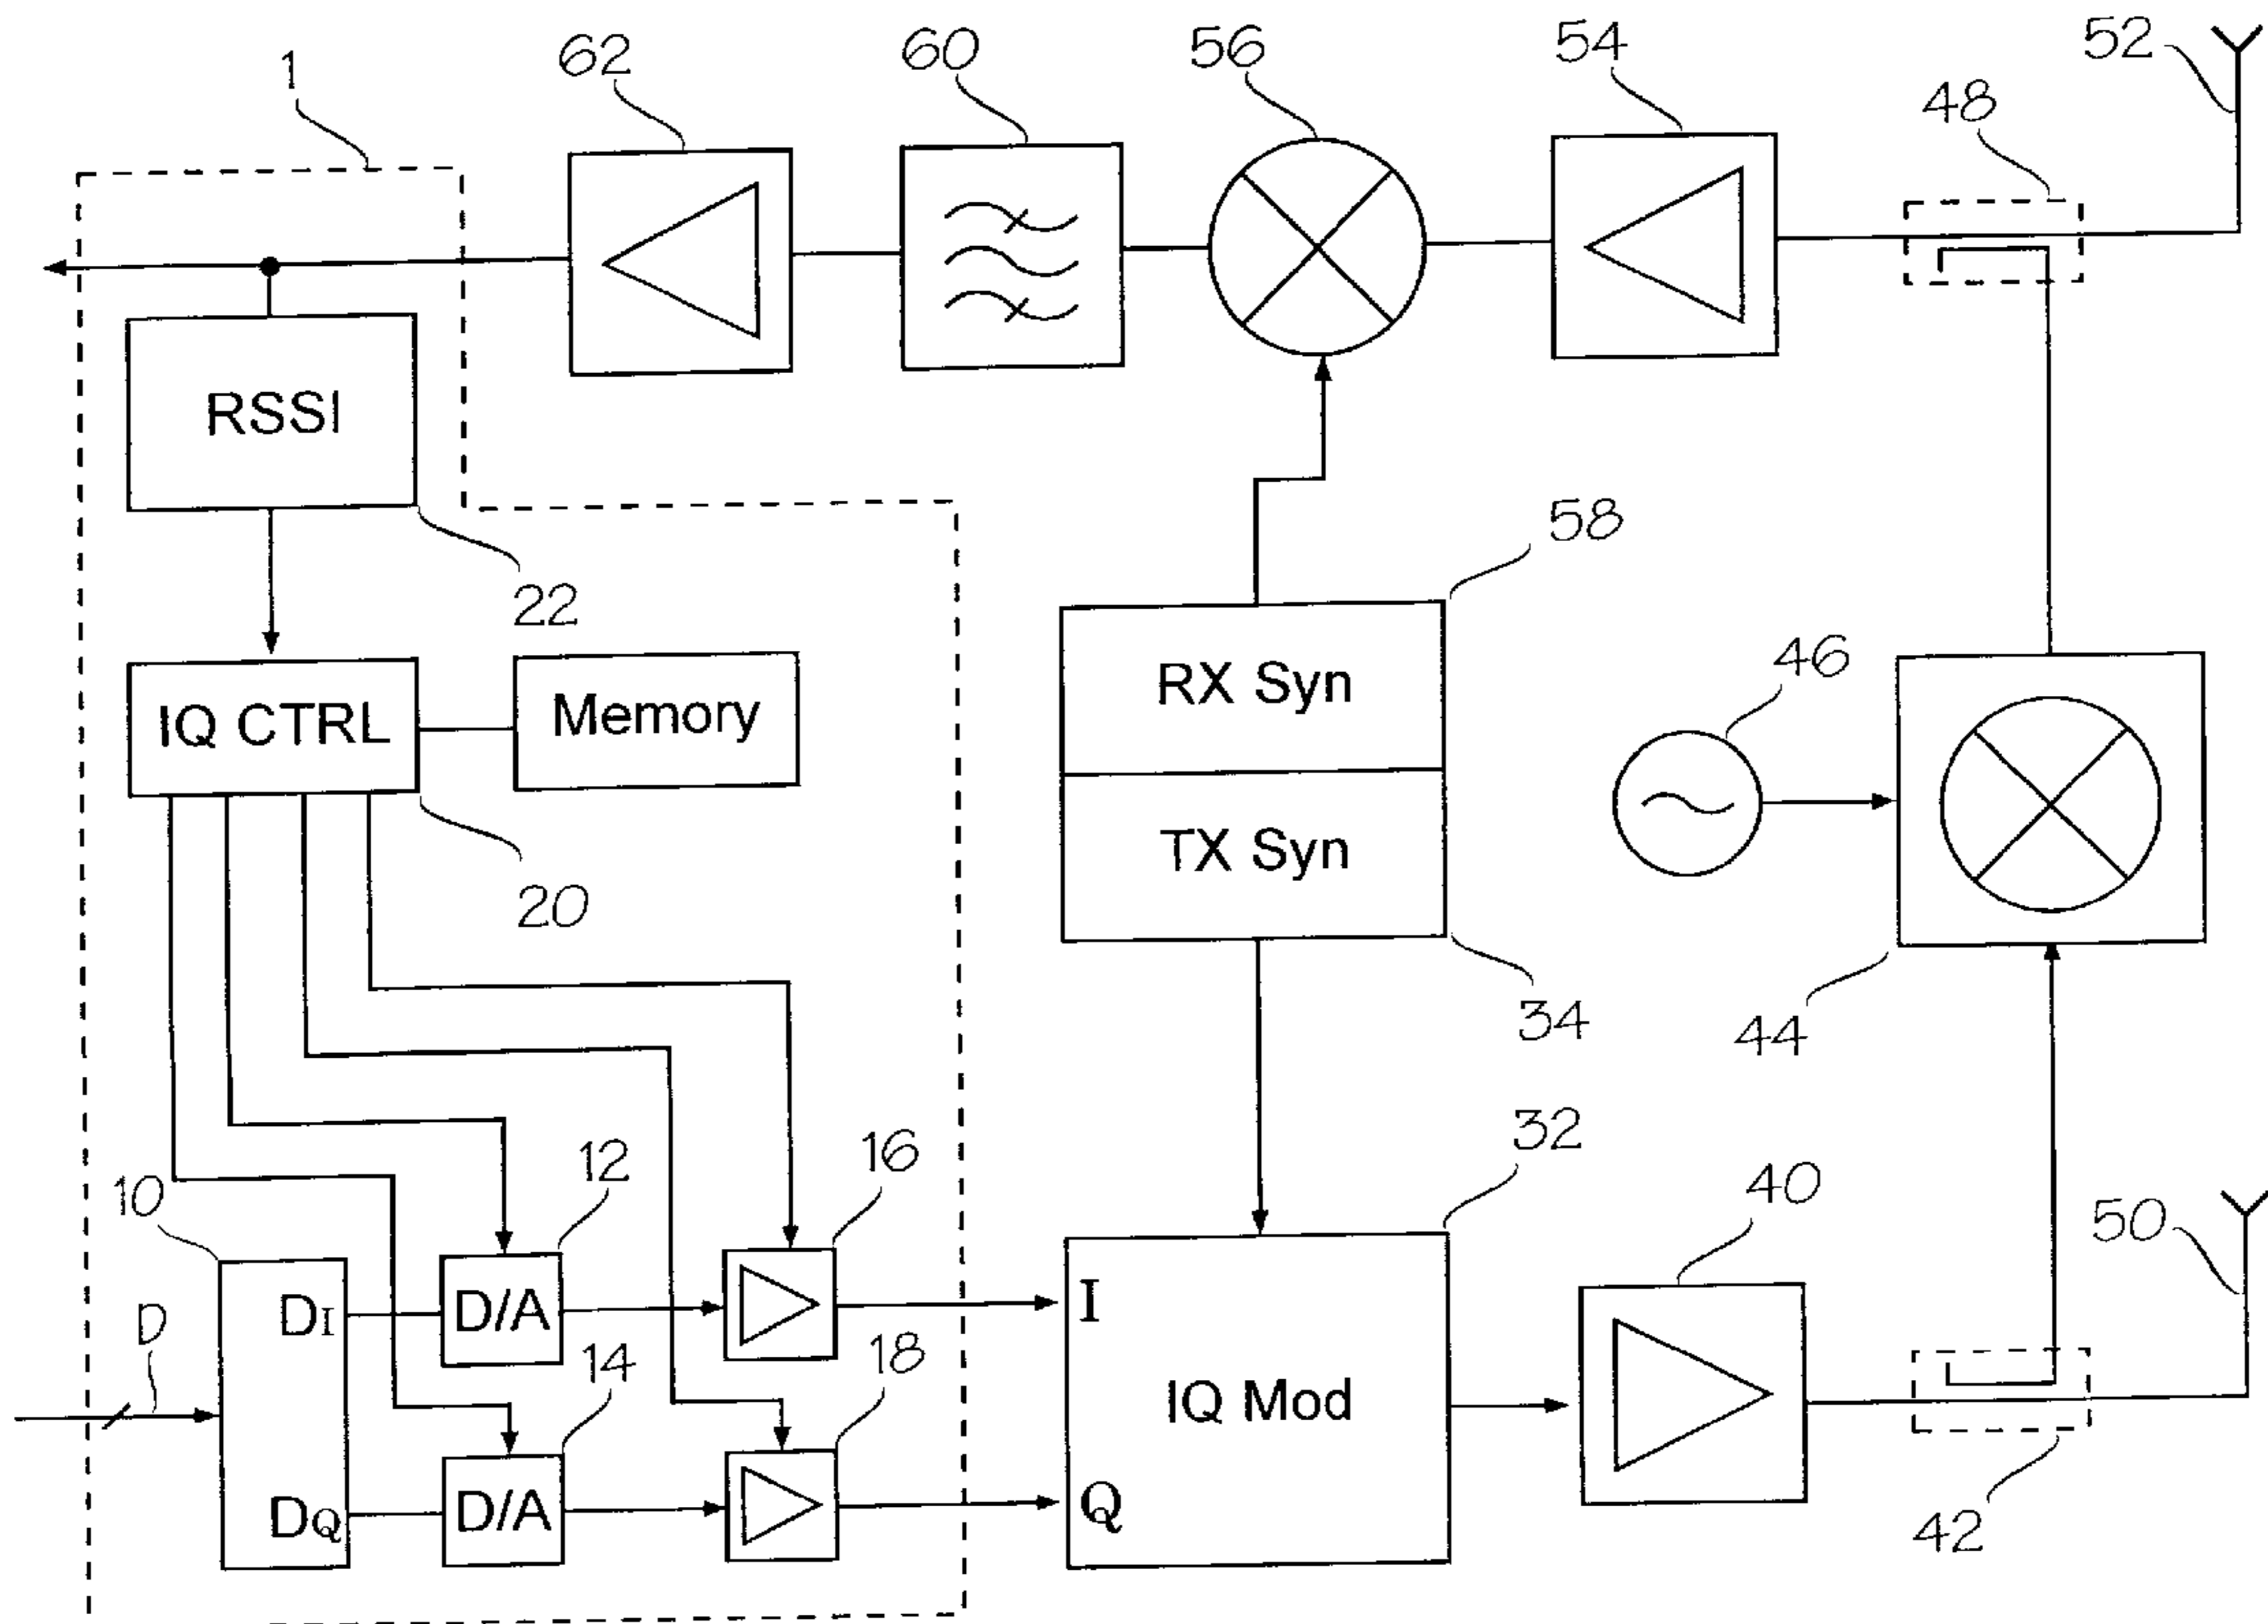 52
62
60
56
54
1
48
RSSI
58
22
46
RX Syn
IQ CTRL
Memory
TX Syn
20
34
44
32
12
16
40
10
50
DI
D/A
I
D
14
18
IQ Mod
DQ
D/A
Q
42